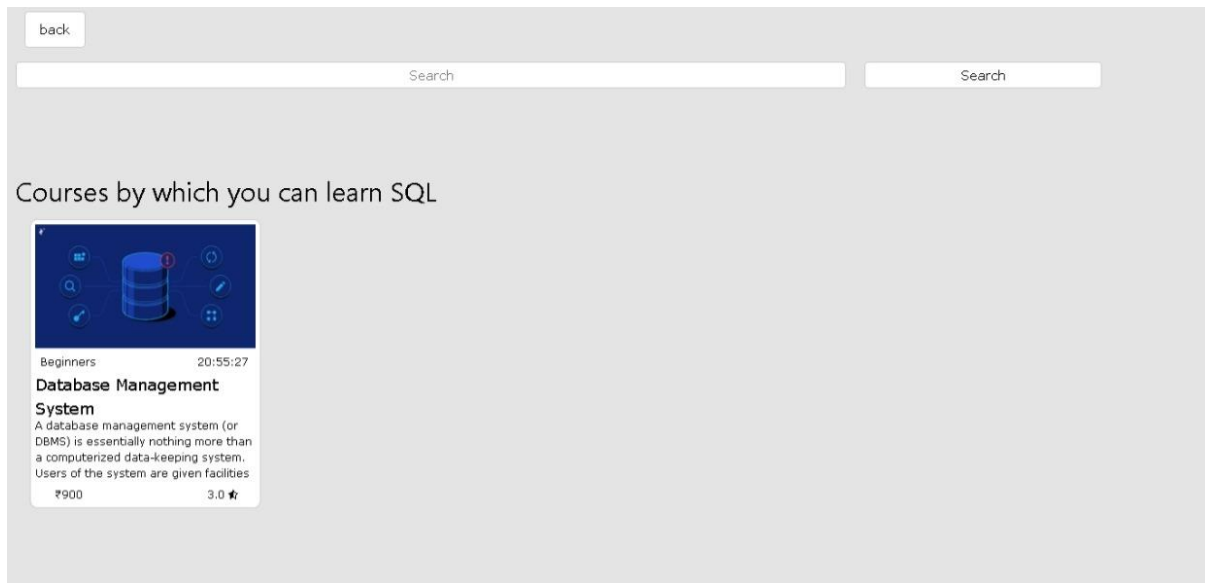 back
Search Search
Courses by which you can learn SQL
Beginners 20:55:27
Database Management
System
A database management system (or
DBMS) is essentially nothing more than
a computerized data-keeping system.
Users of the system are given facilities
₹900 3.0